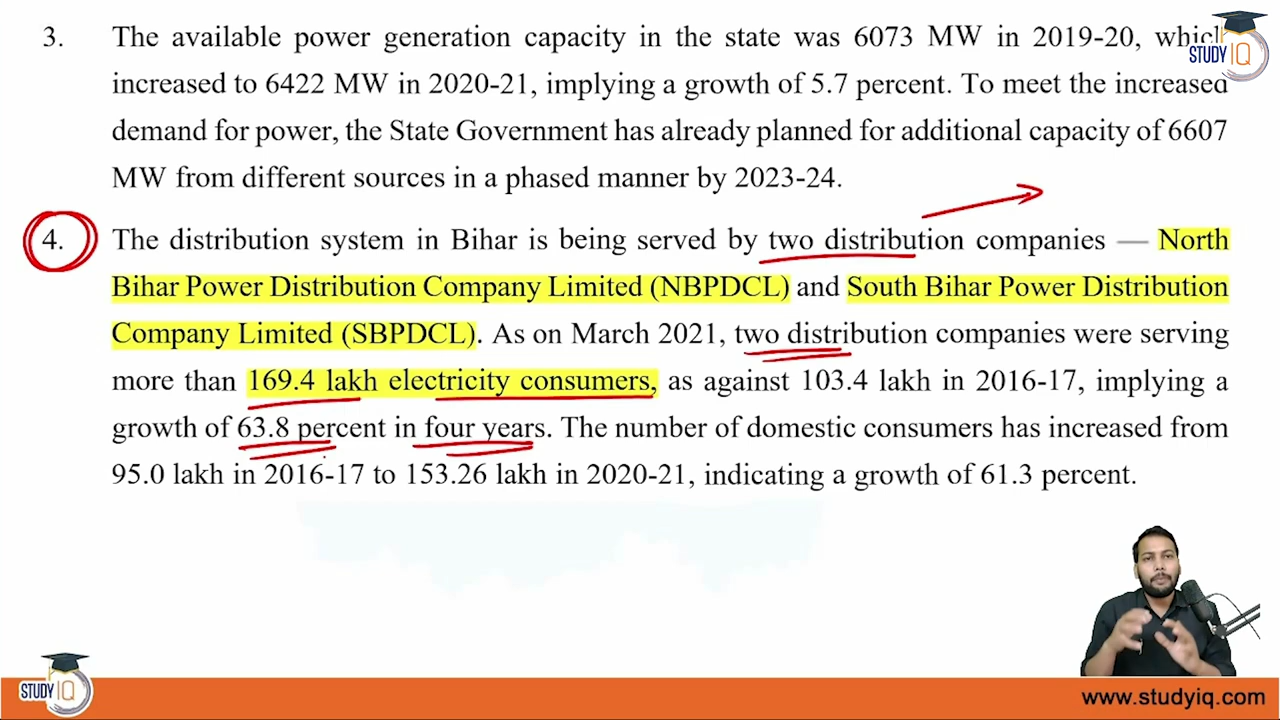 3. The available power generation capacity in the state was 6073 MW in 2019-20, which
STUDY IQ
increased to 6422 MW in 2020-21, implying a growth of 5.7 percent. To meet the increased
demand for power, the State Government has already planned for additional capacity of 6607
MW from different sources in a phased manner by 2023-24.
4. The distribution system in Bihar is being served by two distribution companies — North
Bihar Power Distribution Company Limited (NBPDCL) and South Bihar Power Distribution
Company Limited (SBPDCL). As on March 2021, two distribution companies were serving
more than 169.4 lakh electricity consumers, as against 103.4 lakh in 2016-17, implying a
growth of 63.8 percent in four years. The number of domestic consumers has increased from
95.0 lakh in 2016-17 to 153.26 lakh in 2020-21, indicating a growth of 61.3 percent.
STUDY IQ
www.studyiq.com